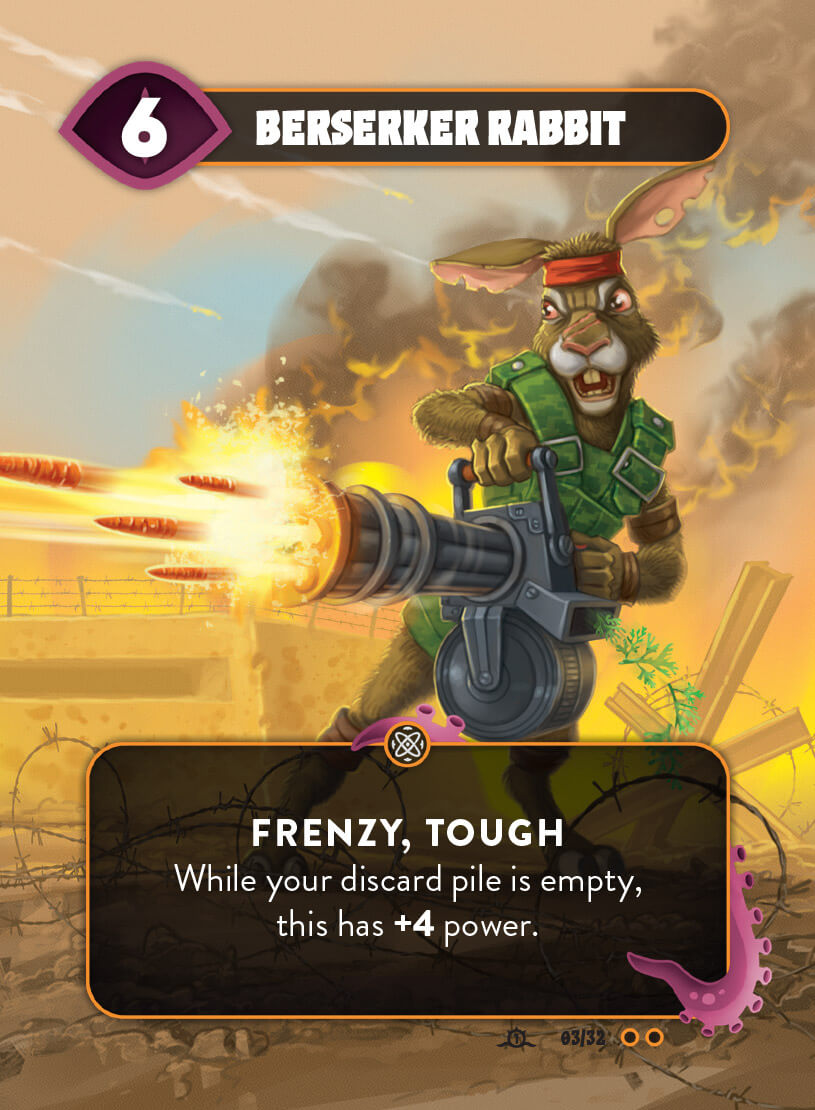 6
BERSERKER RABBIT
FRENZY, TOUGH
While your discard pile is empty,
this has +4 power.
03/32